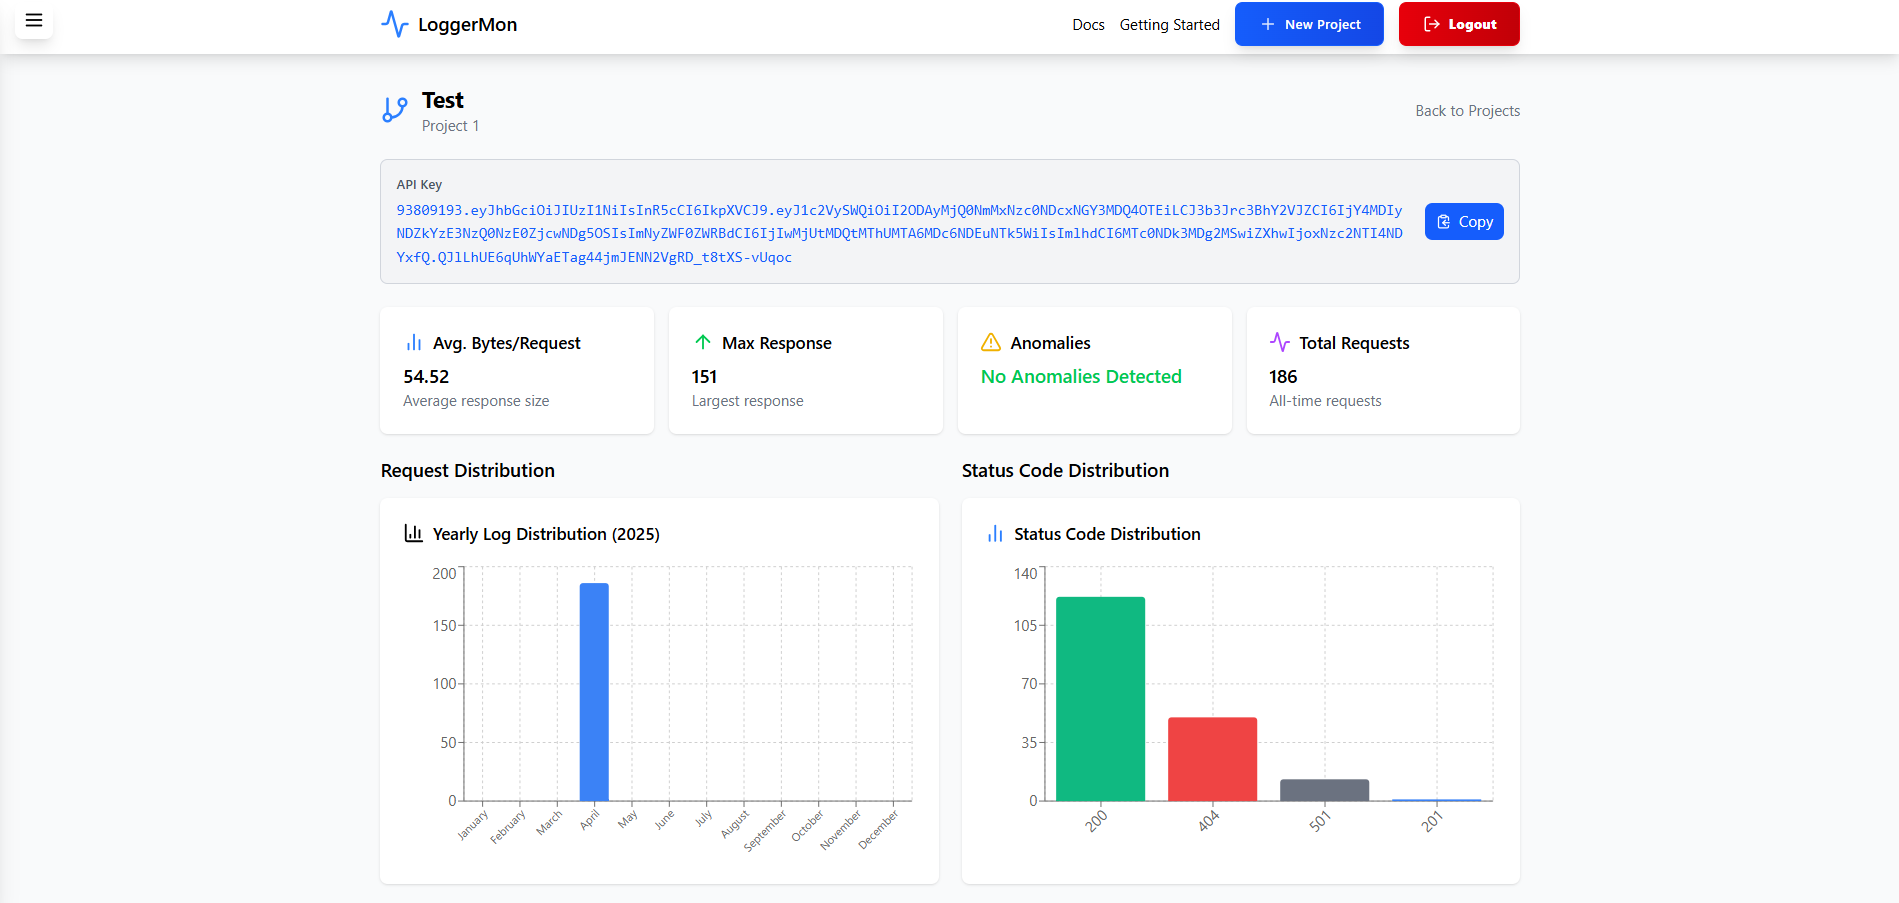 LoggerMon
Docs
Getting Started
New Project
Logout
Test
Project 1
Back to Projects
API Key
93809193.eyJhbGciOiJIUzI1NiIsInR5cCI6IkpXVCJ9.eyJ1c2VySWQiOiI2ODAyMjQ0NmMxNzc0NDcxNGY3MDQ4OTEiLCJ3b3Jrc3BhY2VJZCI6IjY4MDIy
NDZkYzE3NzQ0NzE0ZjcwNDg5OSIsImNyZWF0ZWRBdCI6IjIwMjUtMDQtMThUMTA6MDc6NDEuNTk5WiIsImlhdCI6MTc0NDk3MDg2MSwiZXhwIjoxNzc2NTI4ND
YxfQ.QJlLhUE6qUhWYaETag44jmJENN2VgRD_t8tXS-vUqoc
Copy
Avg. Bytes/Request
54.52
Average response size
Max Response
151
Largest response
Anomalies
No Anomalies Detected
Total Requests
186
All-time requests
Request Distribution
Yearly Log Distribution (2025)
200
150
100
50
0
January
February
March
April
May
June
July
August
September
October
November
December
Status Code Distribution
Status Code Distribution
140
105
70
35
0
200
404
501
201